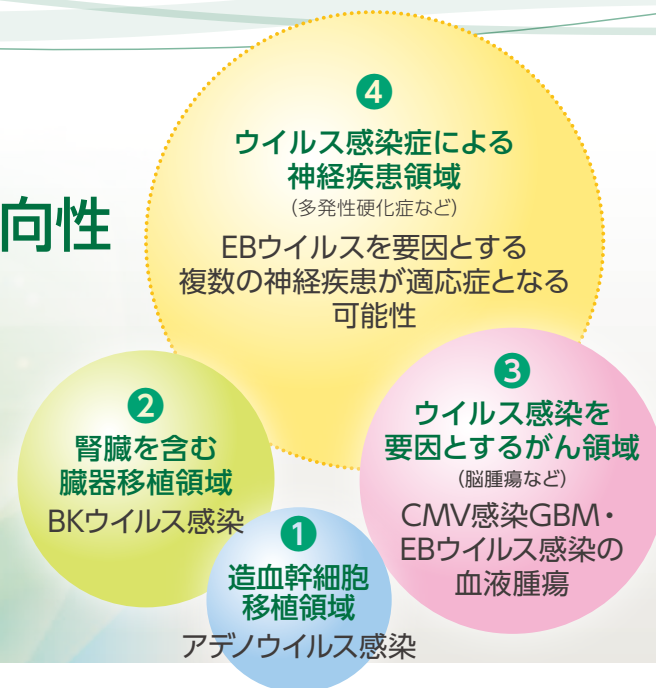 向性
④
ウイルス感染症による
神経疾患領域
(多発性硬化症など)
EBウイルスを要因とする
複数の神経疾患が適応症となる
可能性
③
ウイルス感染を
要因とするがん領域
(脳腫瘍など)
CMV感染GBM・
EBウイルス感染の
血液腫瘍
②
腎臓を含む
臓器移植領域
BKウイルス感染
①
造血幹細胞
移植領域
アデノウイルス感染